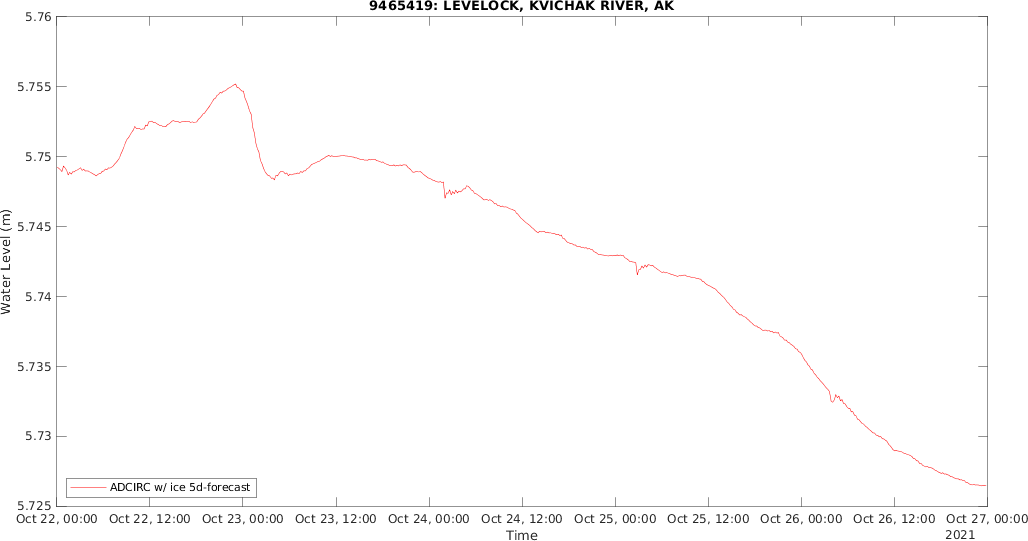 9465419: LEVELOCK, KVICHAK RIVER, AK
5.76
5.755
5.75
5.745
5.74
5.735
5.73
5.725
Water Level (m)
ADCIRC w/ ice 5d-forecast
Oct 22, 00:00 Oct 22, 12:00 Oct 23, 00:00 Oct 23, 12:00 Oct 24, 00:00 Oct 24, 12:00 Oct 25, 00:00 Oct 25, 12:00 Oct 26, 00:00 Oct 26, 12:00 Oct 27, 00:00
Time
2021